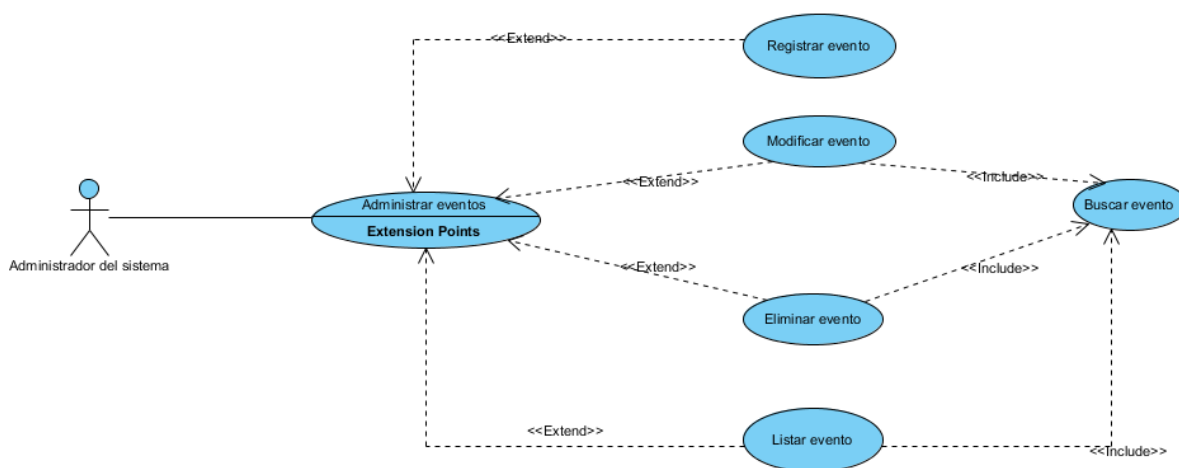 <<Extend>>
Registrar evento
Modificar evento
<<Extend>>
<<Include>>
Administrar eventos
Extension Points
Buscar evento
Administrador del sistema
<<Extend>>
<<Include>>
Eliminar evento
<<Extend>>
Listar evento
<<Include>>